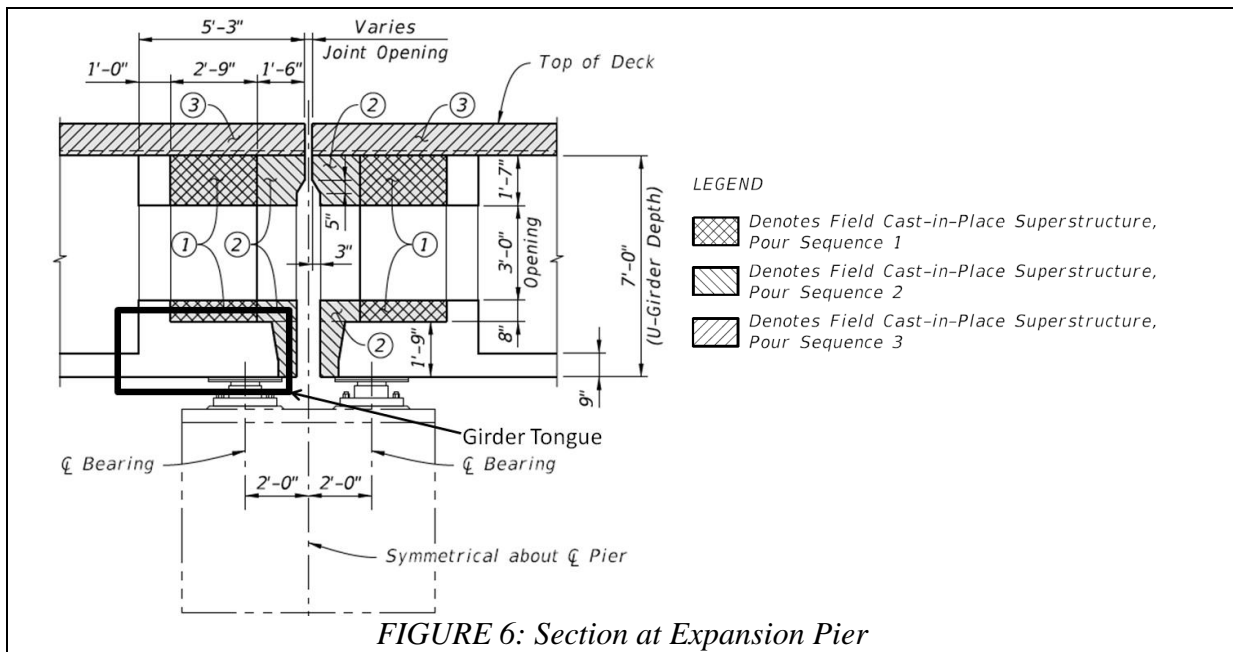 5'-3"
Varies
Joint Opening
Top of Deck
1'-0"
2'-9"
1'-6"
3
2
3
1
2
1
5"
3"
1'-7"
3'-0"
Opening
8"
1'-9"
2
7'-0"
(U-Girder Depth)
9"
LEGEND
Denotes Field Cast-in-Place Superstructure,
Pour Sequence 1
Denotes Field Cast-in-Place Superstructure,
Pour Sequence 2
Denotes Field Cast-in-Place Superstructure,
Pour Sequence 3
Girder Tongue
℄ Bearing
℄ Bearing
2'-0"
2'-0"
Symmetrical about ℄ Pier
FIGURE 6: Section at Expansion Pier